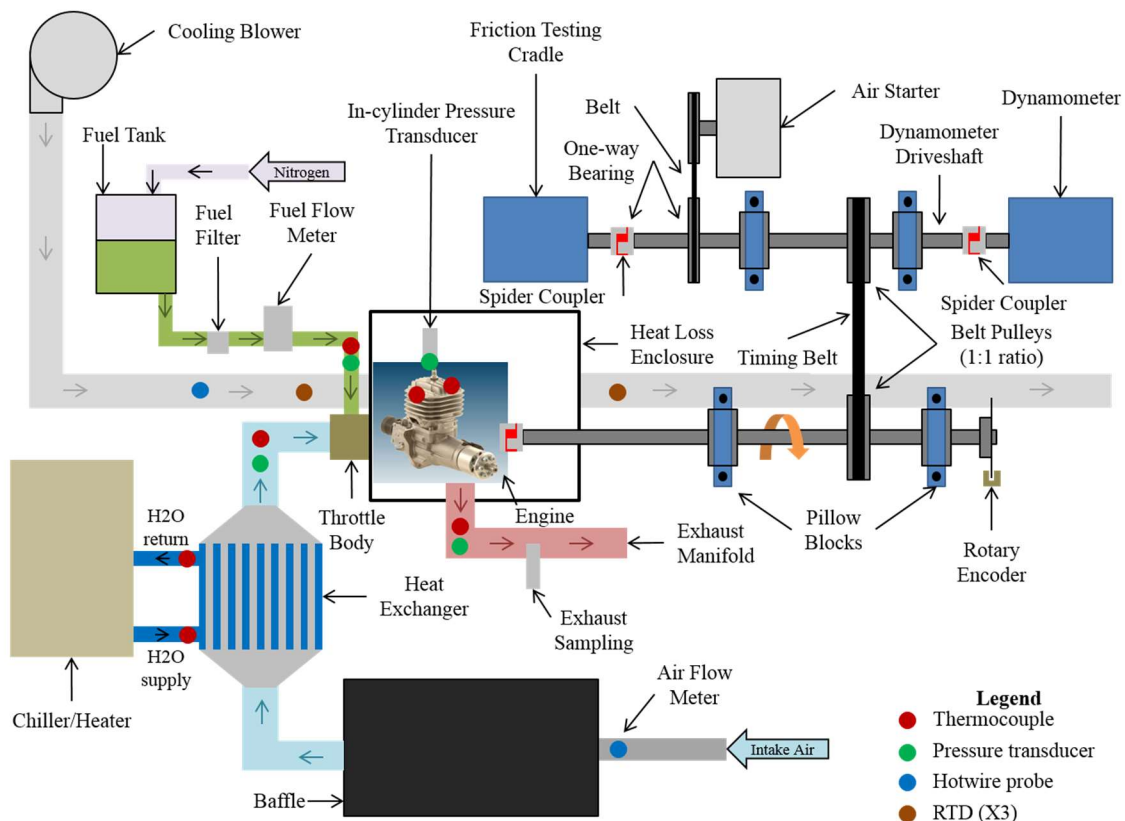 Cooling Blower
Friction Testing
Cradle
In-cylinder Pressure
Transducer
Belt
Air Starter
Dynamometer
Fuel Tank
Nitrogen
One-way
Bearing
Dynamometer
Driveshaft
Fuel
Filter
Fuel Flow
Meter
Spider Coupler
Spider Coupler
Heat Loss
Enclosure
Timing Belt
Belt Pulleys
(1:1 ratio)
H2O
return
Throttle
Body
Engine
Exhaust
Manifold
Pillow
Blocks
Rotary
Encoder
Heat
Exchanger
Exhaust
Sampling
H2O
supply
Chiller/Heater
Air Flow
Meter
Intake Air
Baffle
Legend
Thermocouple
Pressure transducer
Hotwire probe
RTD (X3)